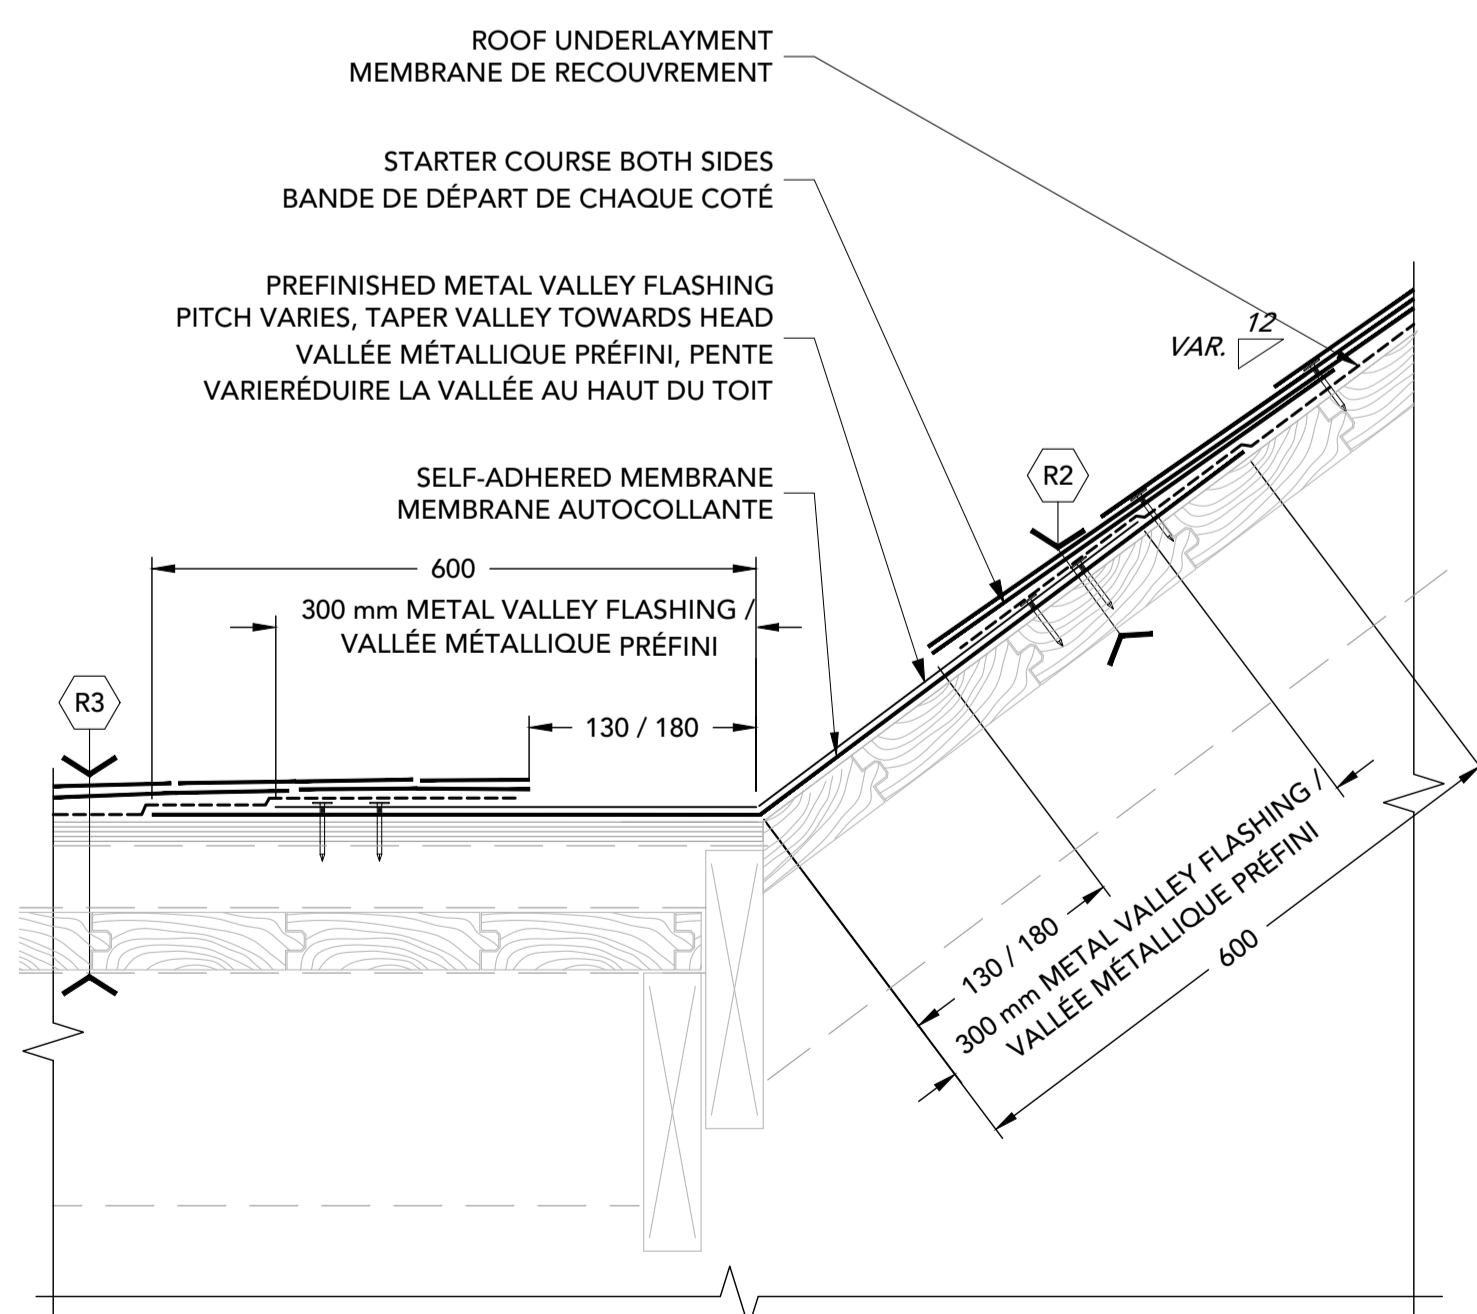 ROOF UNDERLAYMENT
MEMBRANE DE RECOUVREMENT
STARTER COURSE BOTH SIDES
BANDE DE DÉPART DE CHAQUE COTÉ
PREFINISHED METAL VALLEY FLASHING
PITCH VARIES, TAPER VALLEY TOWARDS HEAD
VALLÉE MÉTALLIQUE PRÉFINI, PENTE
VARIERÉDUIRE LA VALLÉE AU HAUT DU TOIT
SELF-ADHERED MEMBRANE
MEMBRANE AUTOCOLLANTE
12
VAR.
R2
600
300 mm METAL VALLEY FLASHING /
VALLÉE MÉTALLIQUE PRÉFINI
R3
130 / 180
130 / 180
300 mm METAL VALLEY FLASHING /
VALLÉE MÉTALLIQUE PRÉFINI
600